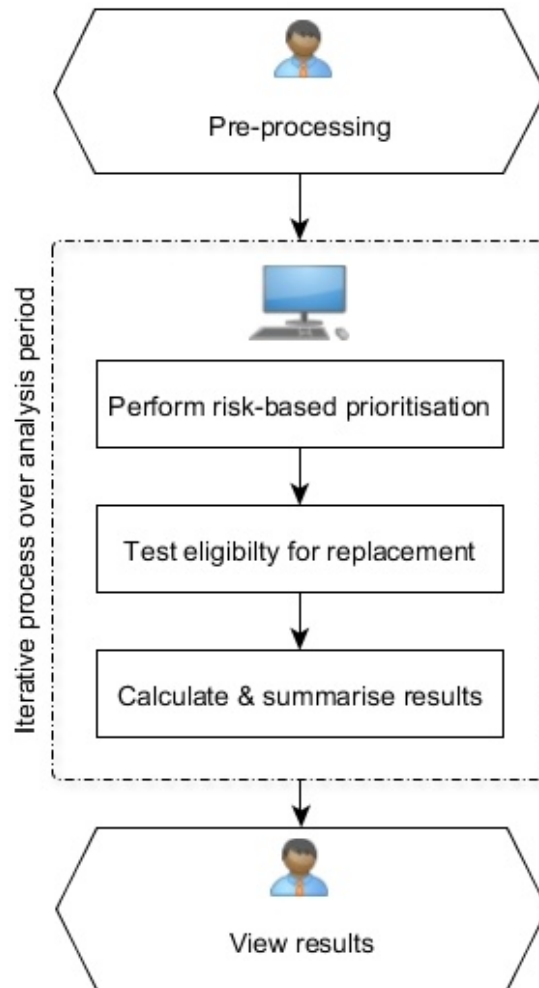 Pre-processing
Iterative process over analysis period
Perform risk-based prioritisation
Test eligibilty for replacement
Calculate & summarise results
View results